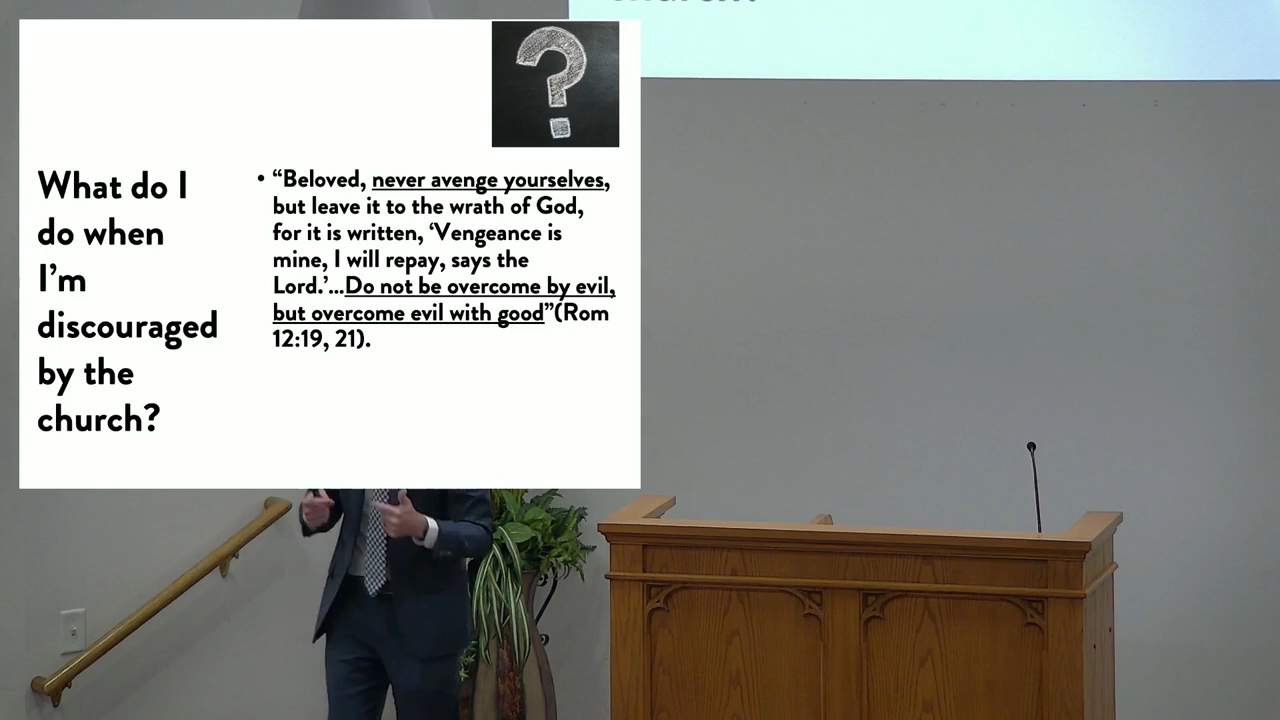 What do I
do when
I’m
discouraged
by the
church?
• “Beloved, never avenge yourselves,
but leave it to the wrath of God,
for it is written, ‘Vengeance is
mine, I will repay, says the
Lord.’...Do not be overcome by evil,
but overcome evil with good”(Rom
12:19, 21).